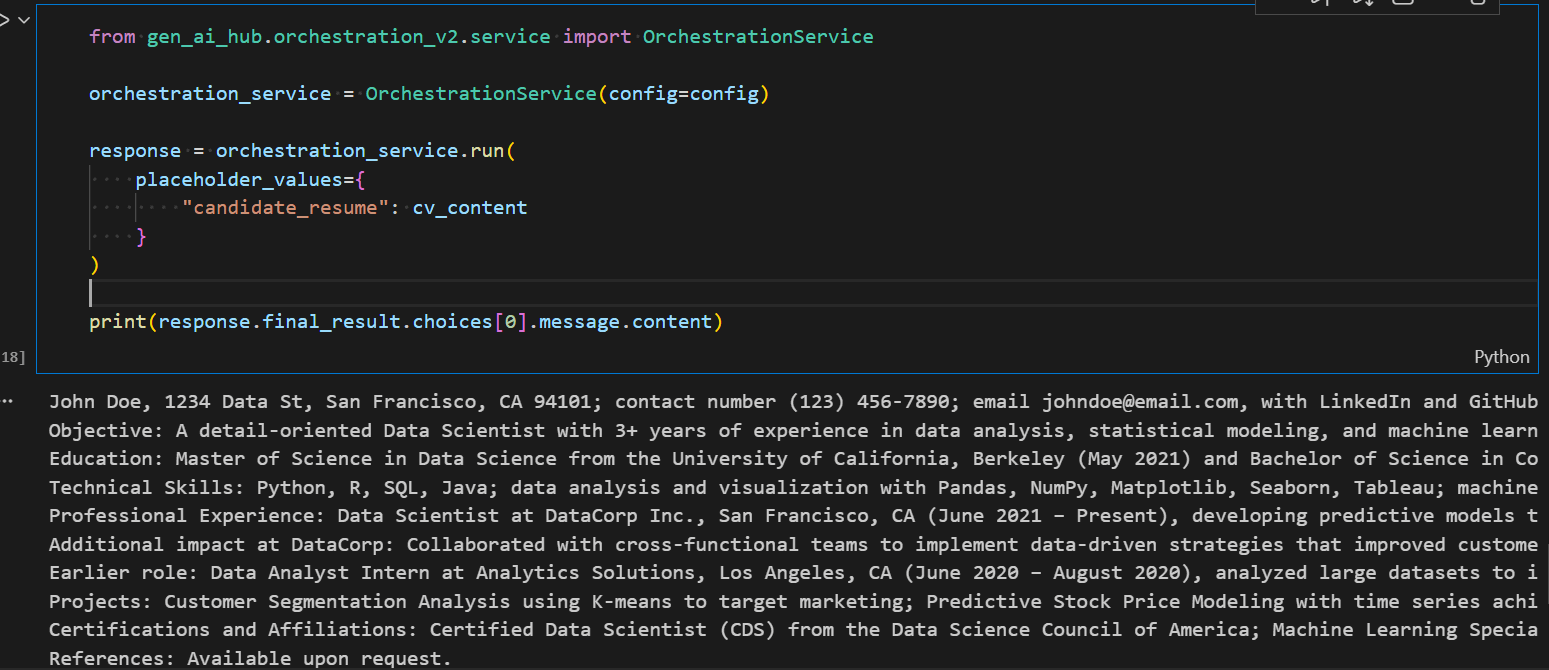 from gen_ai_hub.orchestration_v2.service import OrchestrationService
orchestration_service = OrchestrationService(config=config)
response = orchestration_service.run(
placeholder_values={
"candidate_resume": cv_content
}
)
print(response.final_result.choices[0].message.content)
18]
Python
John Doe, 1234 Data St, San Francisco, CA 94101; contact number (123) 456-7890; email johndoe@email.com, with LinkedIn and GitHub
Objective: A detail-oriented Data Scientist with 3+ years of experience in data analysis, statistical modeling, and machine learn
Education: Master of Science in Data Science from the University of California, Berkeley (May 2021) and Bachelor of Science in Co
Technical Skills: Python, R, SQL, Java; data analysis and visualization with Pandas, NumPy, Matplotlib, Seaborn, Tableau; machine
Professional Experience: Data Scientist at DataCorp Inc., San Francisco, CA (June 2021 – Present), developing predictive models t
Additional impact at DataCorp: Collaborated with cross-functional teams to implement data-driven strategies that improved custome
Earlier role: Data Analyst Intern at Analytics Solutions, Los Angeles, CA (June 2020 – August 2020), analyzed large datasets to i
Projects: Customer Segmentation Analysis using K-means to target marketing; Predictive Stock Price Modeling with time series achi
Certifications and Affiliations: Certified Data Scientist (CDS) from the Data Science Council of America; Machine Learning Specia
References: Available upon request.